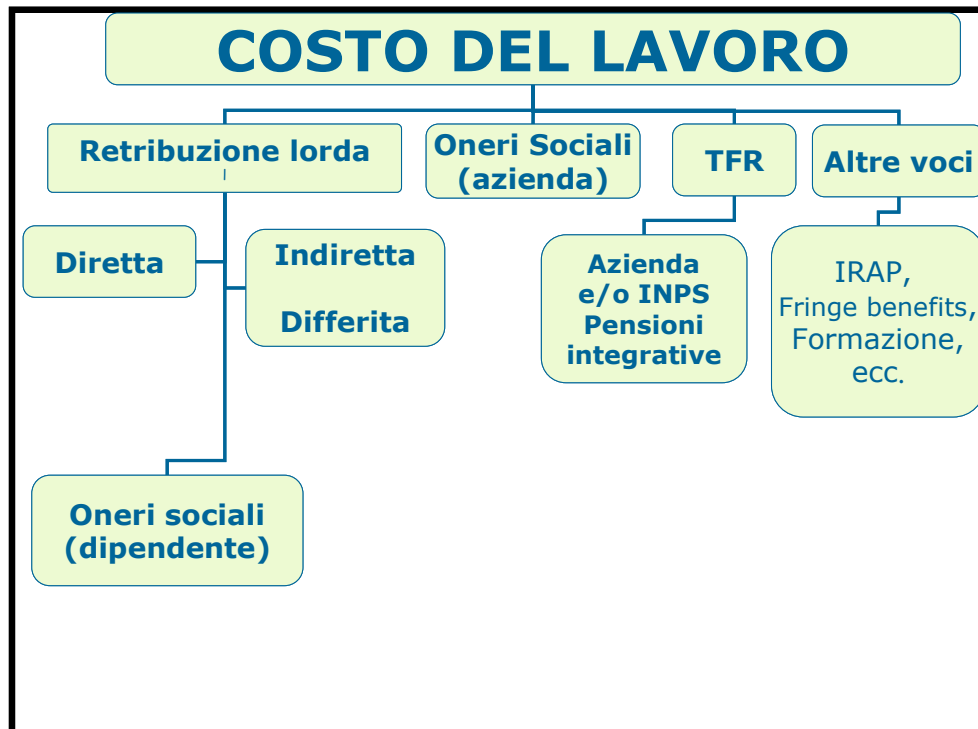 COSTO DEL LAVORO
Retribuzione lorda
Oneri Sociali
(azienda)
TFR
Altre voci
Diretta
Indiretta
Differita
Azienda
e/o INPS
Pensioni
integrative
IRAP,
Fringe benefits,
Formazione,
ecc.
Oneri sociali
(dipendente)